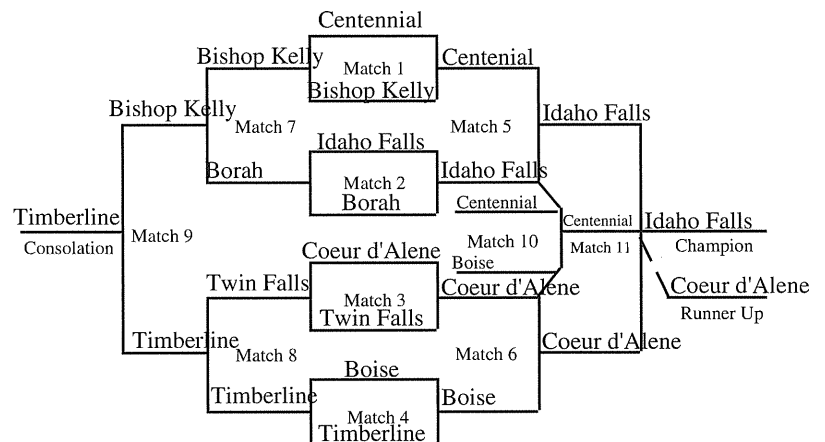 Centennial
Bishop Kelly
Match 1
Centenial
Bishop Kelly
Bishop Kelly
Idaho Falls
Match 7
Match 5
Idaho Falls
Borah
Match 2
Idaho Falls
Borah
Centennial
Timberline
Centennial
Idaho Falls
Match 9
Match 10
Consolation
Match 11
Champion
Coeur d'Alene
Boise
Twin Falls
Match 3
Coeur d'Alene
Coeur d'Alene
Twin Falls
Runner Up
Timberline
Coeur d'Alene
Match 8
Match 6
Boise
Timberline
Boise
Match 4
Timberline